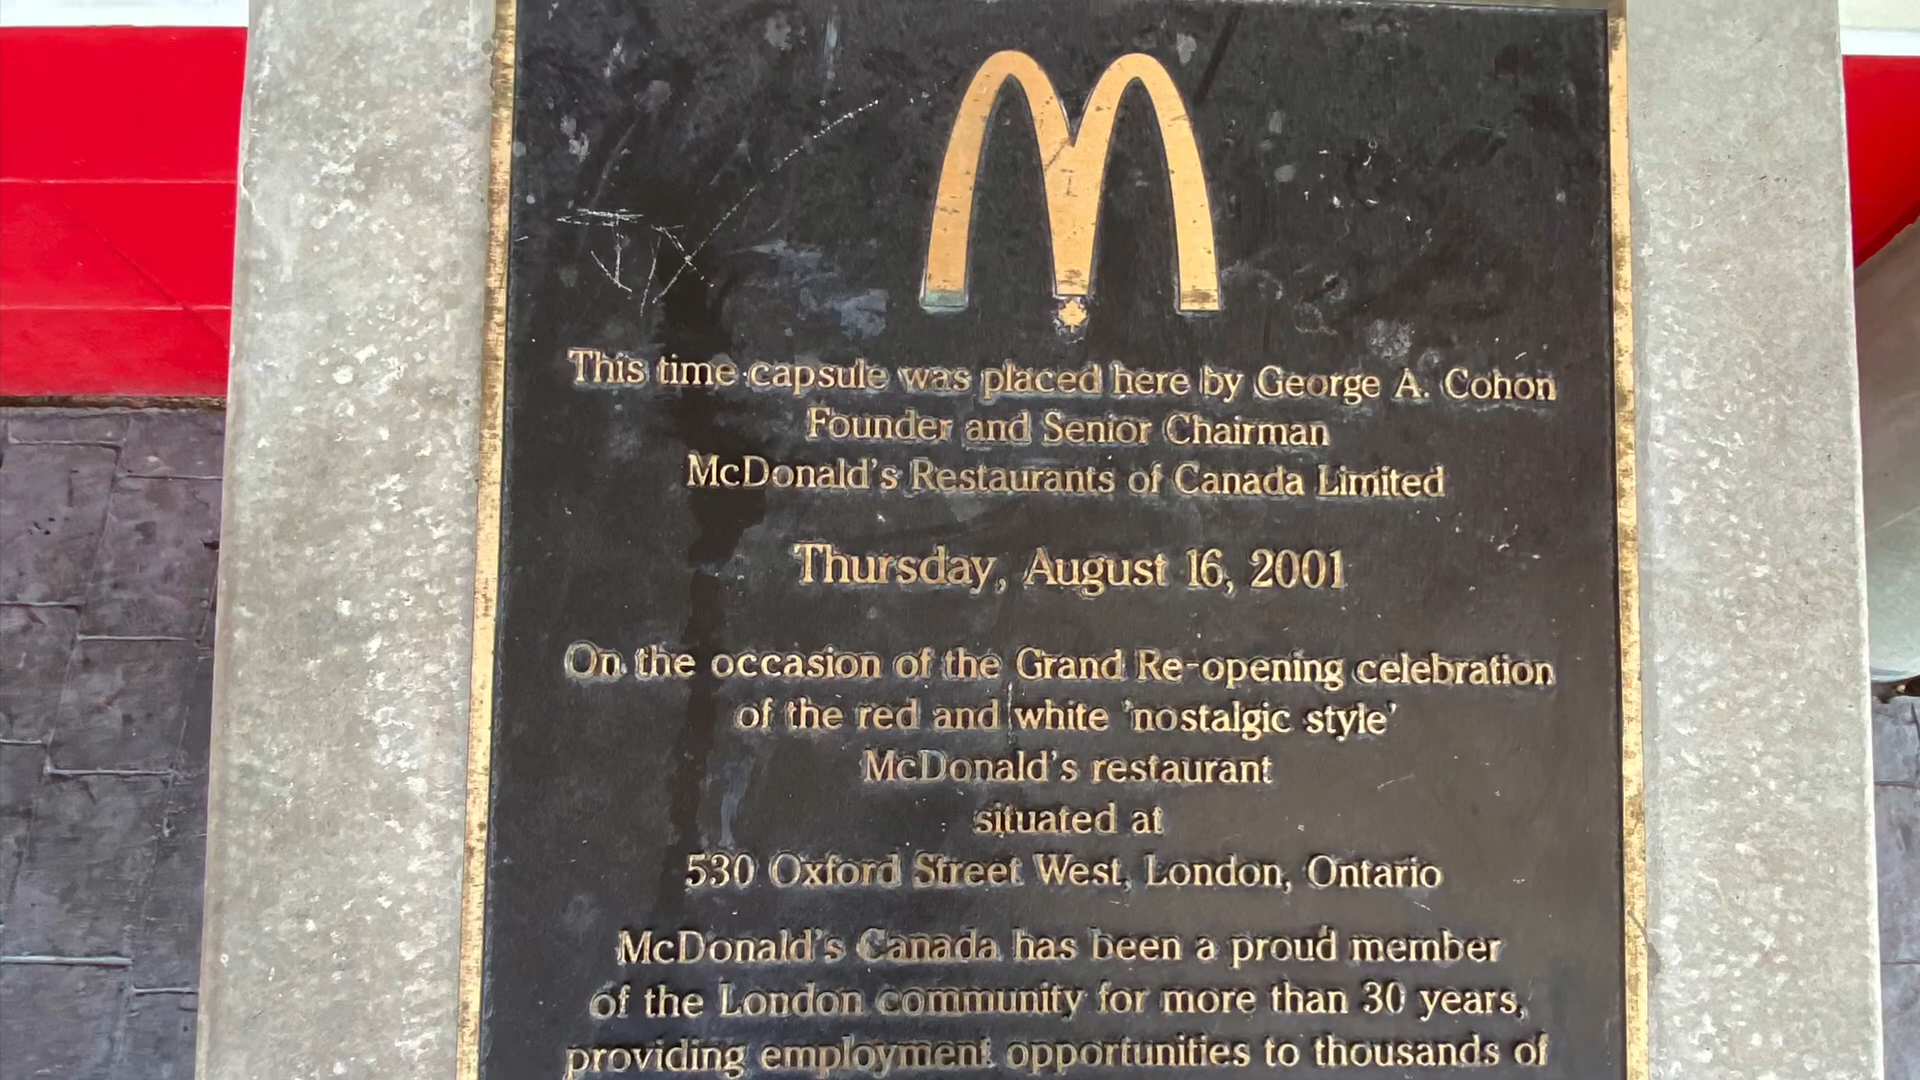 This time capsule was placed here by George A. Cohon
Founder and Senior Chairman
McDonald's Restaurants of Canada Limited
Thursday, August 16, 2001
On the occasion of the Grand Re-opening celebration
of the red and white 'nostalgic style'
McDonald's restaurant
situated at
530 Oxford Street West, London, Ontario
McDonald's Canada has been a proud member
of the London community for more than 30 years,
providing employment opportunities to thousands of